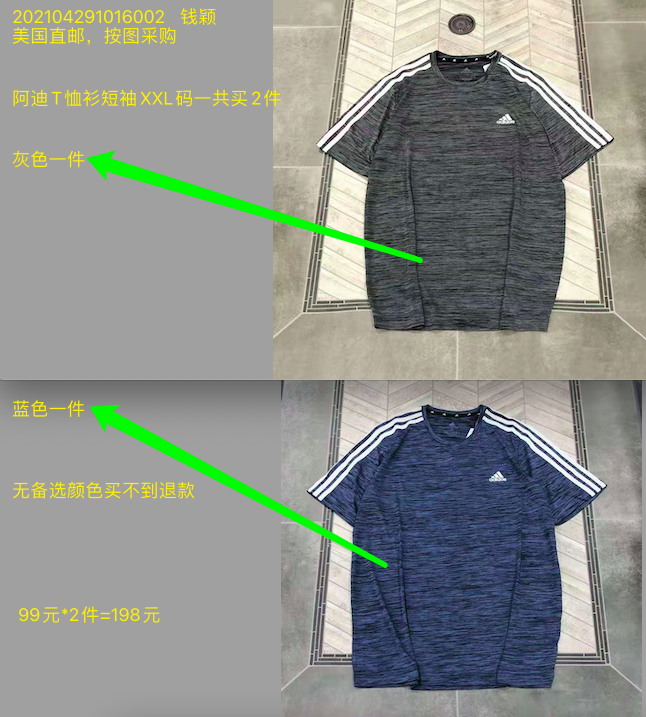 202104291016002 钱颖
美国直邮，按图采购
阿迪T恤衫短袖XXL码一共买2件
灰色一件
adidas
蓝色一件
adidas
无备选颜色买不到退款
99元*2件=198元